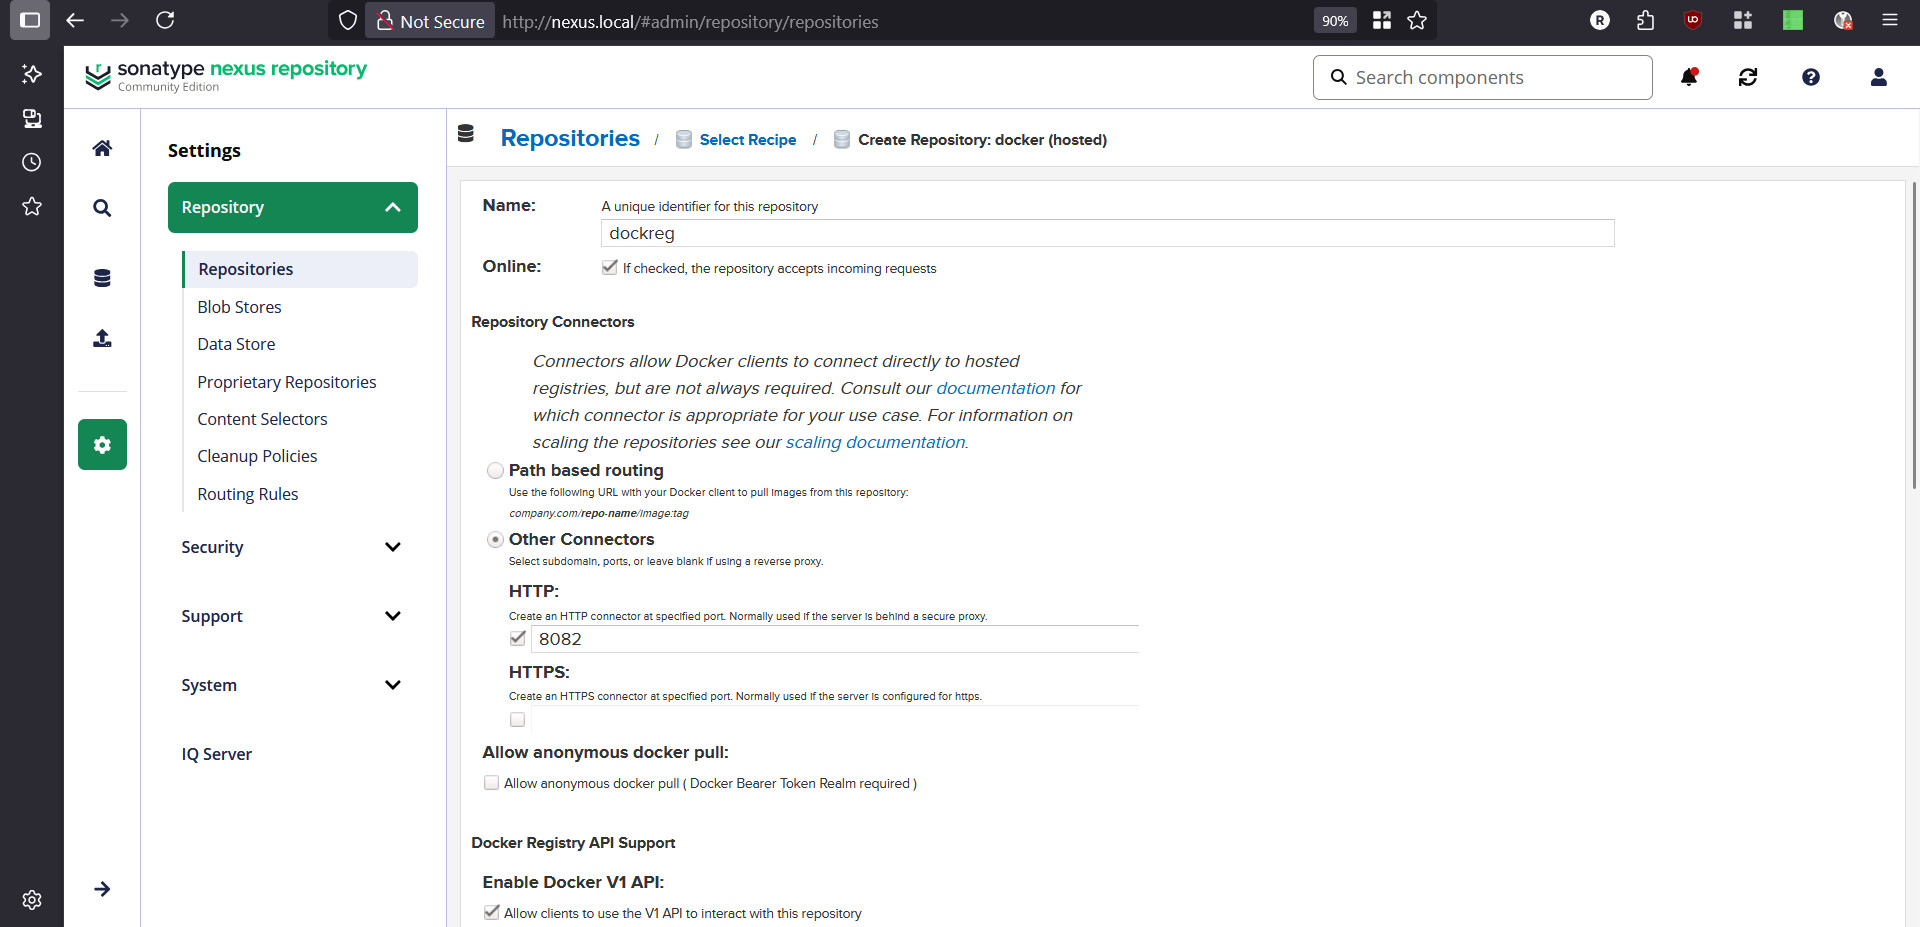 Not Secure
http://nexus.local/#admin/repository/repositories
90%
sonatype nexus repository
Community Edition
Search components
Settings
Repository
Repositories
Blob Stores
Data Store
Proprietary Repositories
Content Selectors
Cleanup Policies
Routing Rules
Security
Support
System
IQ Server
Repositories / Select Recipe / Create Repository: docker (hosted)
Name:
A unique identifier for this repository
dockreg
Online:
If checked, the repository accepts incoming requests
Repository Connectors
Connectors allow Docker clients to connect directly to hosted
registries, but are not always required. Consult our documentation for
which connector is appropriate for your use case. For information on
scaling the repositories see our scaling documentation.
Path based routing
Use the following URL with your Docker client to pull images from this repository:
company.com/repo-name/image:tag
Other Connectors
Select subdomain, ports, or leave blank if using a reverse proxy.
HTTP:
Create an HTTP connector at specified port. Normally used if the server is behind a secure proxy.
8082
HTTPS:
Create an HTTPS connector at specified port. Normally used if the server is configured for https.
Allow anonymous docker pull:
Allow anonymous docker pull ( Docker Bearer Token Realm required )
Docker Registry API Support
Enable Docker V1 API:
Allow clients to use the V1 API to interact with this repository